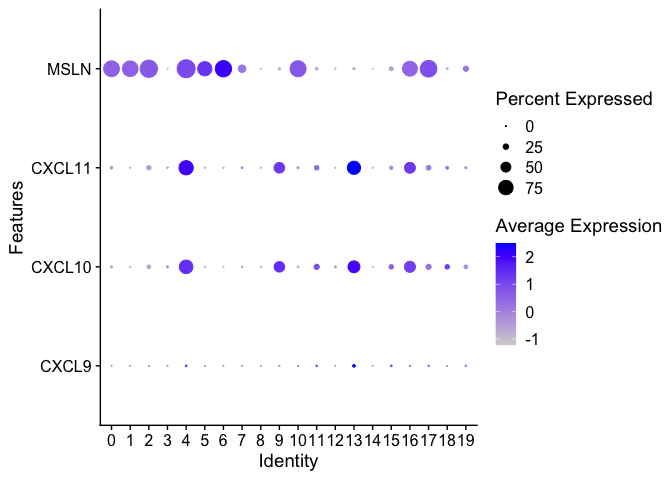 MSLN
CXCL11
CXCL10
CXCL9
Features
0 1 2 3 4 5 6 7 8 9 10 11 12 13 14 15 16 17 18 19
Identity
Percent Expressed
0
25
50
75
Average Expression
2
1
0
-1